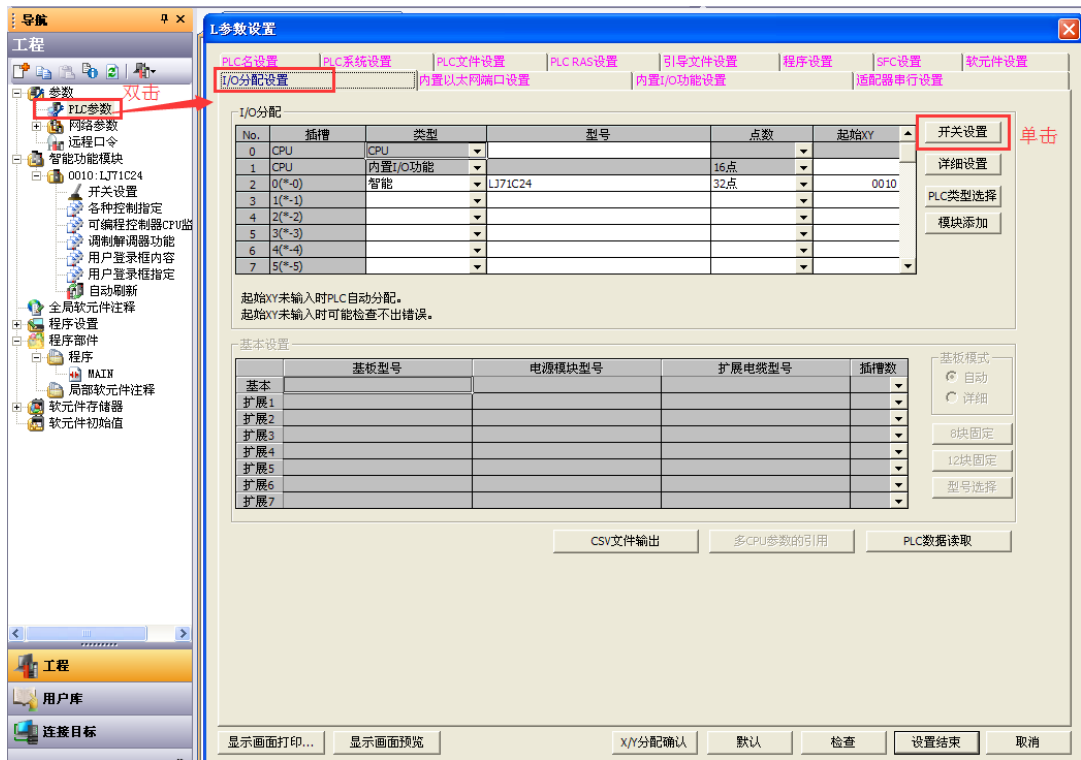 导航
工程
参数
双击
PLC参数
网络参数
远程口令
智能功能模块
0010:LJ71C24
开关设置
各种控制指定
可编程控制器CPU监
调制解调器功能
用户登录框内容
用户登录框指定
自动刷新
全局软元件注释
程序设置
程序部件
程序
MAIN
局部软元件注释
软元件存储器
软元件初始值
工程
用户库
连接目标
L参数设置
PLC名设置 PLC系统设置 PLC文件设置 PLC RAS设置 引导文件设置 程序设置 SFC设置 软元件设置
I/O分配设置 内置以太网端口设置 内置I/O功能设置 适配器串行设置
I/O分配
No. 插槽 类型 型号 点数 起始XY
0 CPU CPU
1 CPU 内置I/O功能 16点
2 0(*-0) 智能 LJ71C24 32点 0010
3 1(*-1)
4 2(*-2)
5 3(*-3)
6 4(*-4)
7 5(*-5)
开关设置 单击
详细设置
PLC类型选择
模块添加
起始XY未输入时PLC自动分配。
起始XY未输入时可能检查不出错误。
基本设置
基板型号 电源模块型号 扩展电缆型号 插槽数
基本
扩展1
扩展2
扩展3
扩展4
扩展5
扩展6
扩展7
基板模式
自动
详细
8块固定
12块固定
型号选择
CSV文件输出 多CPU参数的引用 PLC数据读取
显示画面打印... 显示画面预览 X/Y分配确认 默认 检查 设置结束 取消